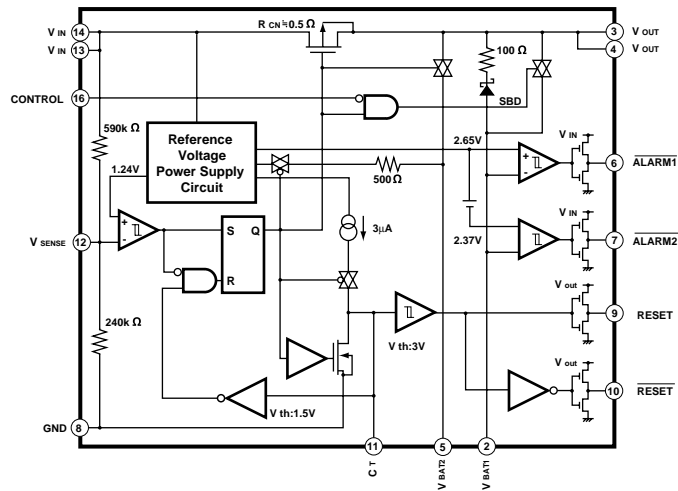 R CN ≒0.5 Ω
V IN 14
V IN 13
3 V OUT
4 V OUT
100 Ω
CONTROL 16
SBD
590k Ω
Reference
Voltage
Power Supply
Circuit
1.24V
2.65V
V IN
+
-
6 ALARM1
500Ω
3μA
V SENSE 12
+
-
S Q
R
2.37V
V IN
7 ALARM2
240k Ω
V th:3V
V out
9 RESET
V th:1.5V
V out
10 RESET
GND 8
11
5
2
C T
V BAT2
V BAT1